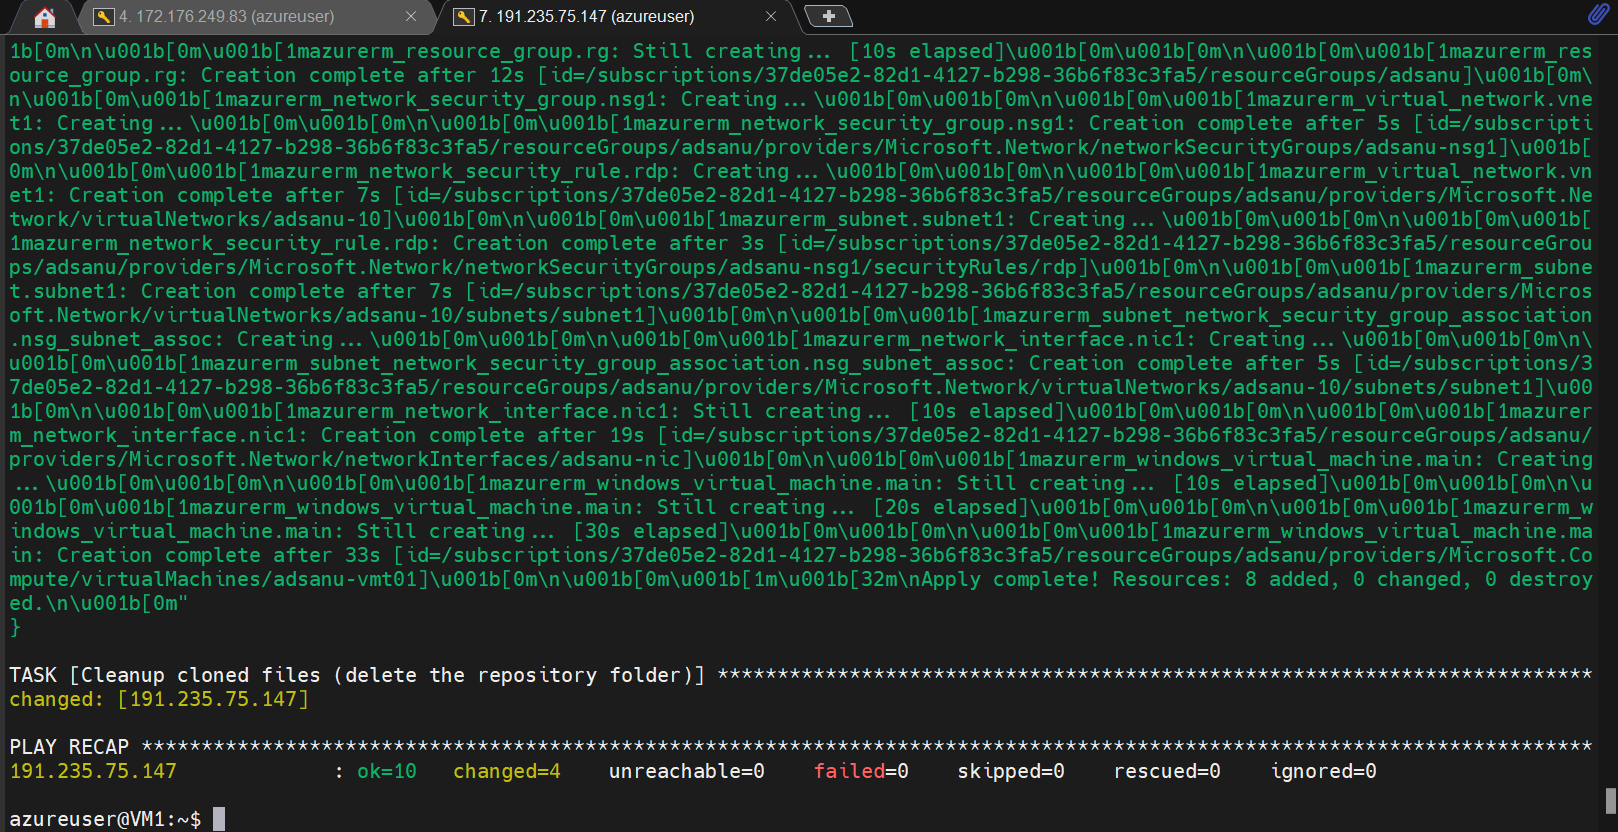 4. 172.176.249.83 (azureuser)
7. 191.235.75.147 (azureuser)
1b[0m\n\u001b[0m\u001b[1mazurerm_resource_group.rg: Still creating... [10s elapsed]\u001b[0m\u001b[0m\n\u001b[0m\u001b[1mazurerm_res
ource_group.rg: Creation complete after 12s [id=/subscriptions/37de05e2-82d1-4127-b298-36b6f83c3fa5/resourceGroups/adsanu]\u001b[0m\
n\u001b[0m\u001b[1mazurerm_network_security_group.nsg1: Creating...\u001b[0m\u001b[0m\n\u001b[0m\u001b[1mazurerm_virtual_network.vne
t1: Creating...\u001b[0m\u001b[0m\n\u001b[0m\u001b[1mazurerm_network_security_group.nsg1: Creation complete after 5s [id=/subscripti
ons/37de05e2-82d1-4127-b298-36b6f83c3fa5/resourceGroups/adsanu/providers/Microsoft.Network/networkSecurityGroups/adsanu-nsg1]\u001b[
0m\n\u001b[0m\u001b[1mazurerm_network_security_rule.rdp: Creating...\u001b[0m\u001b[0m\n\u001b[0m\u001b[1mazurerm_virtual_network.vn
et1: Creation complete after 7s [id=/subscriptions/37de05e2-82d1-4127-b298-36b6f83c3fa5/resourceGroups/adsanu/providers/Microsoft.Ne
twork/virtualNetworks/adsanu-10]\u001b[0m\n\u001b[0m\u001b[1mazurerm_subnet.subnet1: Creating...\u001b[0m\u001b[0m\n\u001b[0m\u001b[
1mazurerm_network_security_rule.rdp: Creation complete after 3s [id=/subscriptions/37de05e2-82d1-4127-b298-36b6f83c3fa5/resourceGrou
ps/adsanu/providers/Microsoft.Network/networkSecurityGroups/adsanu-nsg1/securityRules/rdp]\u001b[0m\n\u001b[0m\u001b[1mazurerm_subne
t.subnet1: Creation complete after 7s [id=/subscriptions/37de05e2-82d1-4127-b298-36b6f83c3fa5/resourceGroups/adsanu/providers/Micros
oft.Network/virtualNetworks/adsanu-10/subnets/subnet1]\u001b[0m\n\u001b[0m\u001b[1mazurerm_subnet_network_security_group_association
.nsg_subnet_assoc: Creating...\u001b[0m\u001b[0m\n\u001b[0m\u001b[1mazurerm_network_interface.nic1: Creating...\u001b[0m\u001b[0m\n\
u001b[0m\u001b[1mazurerm_subnet_network_security_group_association.nsg_subnet_assoc: Creation complete after 5s [id=/subscriptions/3
7de05e2-82d1-4127-b298-36b6f83c3fa5/resourceGroups/adsanu/providers/Microsoft.Network/virtualNetworks/adsanu-10/subnets/subnet1]\u00
1b[0m\n\u001b[0m\u001b[1mazurerm_network_interface.nic1: Still creating... [10s elapsed]\u001b[0m\u001b[0m\n\u001b[0m\u001b[1mazurer
m_network_interface.nic1: Creation complete after 19s [id=/subscriptions/37de05e2-82d1-4127-b298-36b6f83c3fa5/resourceGroups/adsanu/
providers/Microsoft.Network/networkInterfaces/adsanu-nic]\u001b[0m\n\u001b[0m\u001b[1mazurerm_windows_virtual_machine.main: Creating
...\u001b[0m\u001b[0m\n\u001b[0m\u001b[1mazurerm_windows_virtual_machine.main: Still creating... [10s elapsed]\u001b[0m\u001b[0m\n\u
001b[0m\u001b[1mazurerm_windows_virtual_machine.main: Still creating... [20s elapsed]\u001b[0m\u001b[0m\n\u001b[0m\u001b[1mazurerm_w
indows_virtual_machine.main: Still creating... [30s elapsed]\u001b[0m\u001b[0m\n\u001b[0m\u001b[1mazurerm_windows_virtual_machine.ma
in: Creation complete after 33s [id=/subscriptions/37de05e2-82d1-4127-b298-36b6f83c3fa5/resourceGroups/adsanu/providers/Microsoft.Co
mpute/virtualMachines/adsanu-vmt01]\u001b[0m\n\u001b[0m\u001b[1m\u001b[32m\nApply complete! Resources: 8 added, 0 changed, 0 destroy
ed.\n\u001b[0m"
}
TASK [Cleanup cloned files (delete the repository folder)] *************************************************************************
changed: [191.235.75.147]
PLAY RECAP *************************************************************************************************************************
191.235.75.147 : ok=10 changed=4 unreachable=0 failed=0 skipped=0 rescued=0 ignored=0
azureuser@VM1:~$